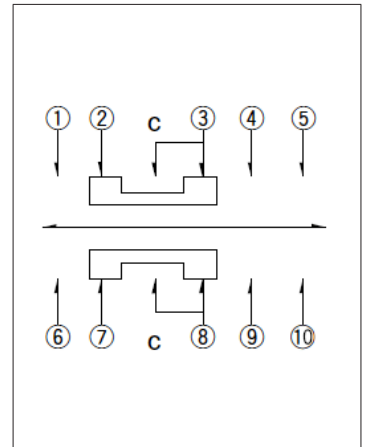 ① ② C ③ ④ ⑤
⑥ ⑦ C ⑧ ⑨ ⑩